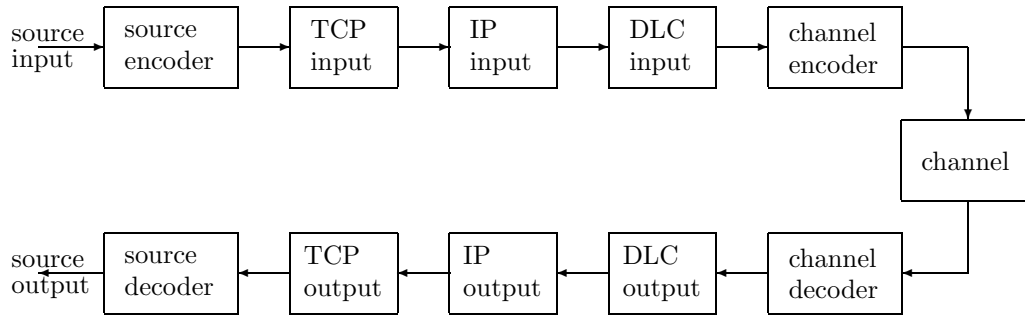 source
input
source
encoder
TCP
input
IP
input
DLC
input
channel
encoder
channel
source
output
source
decoder
TCP
output
IP
output
DLC
output
channel
decoder